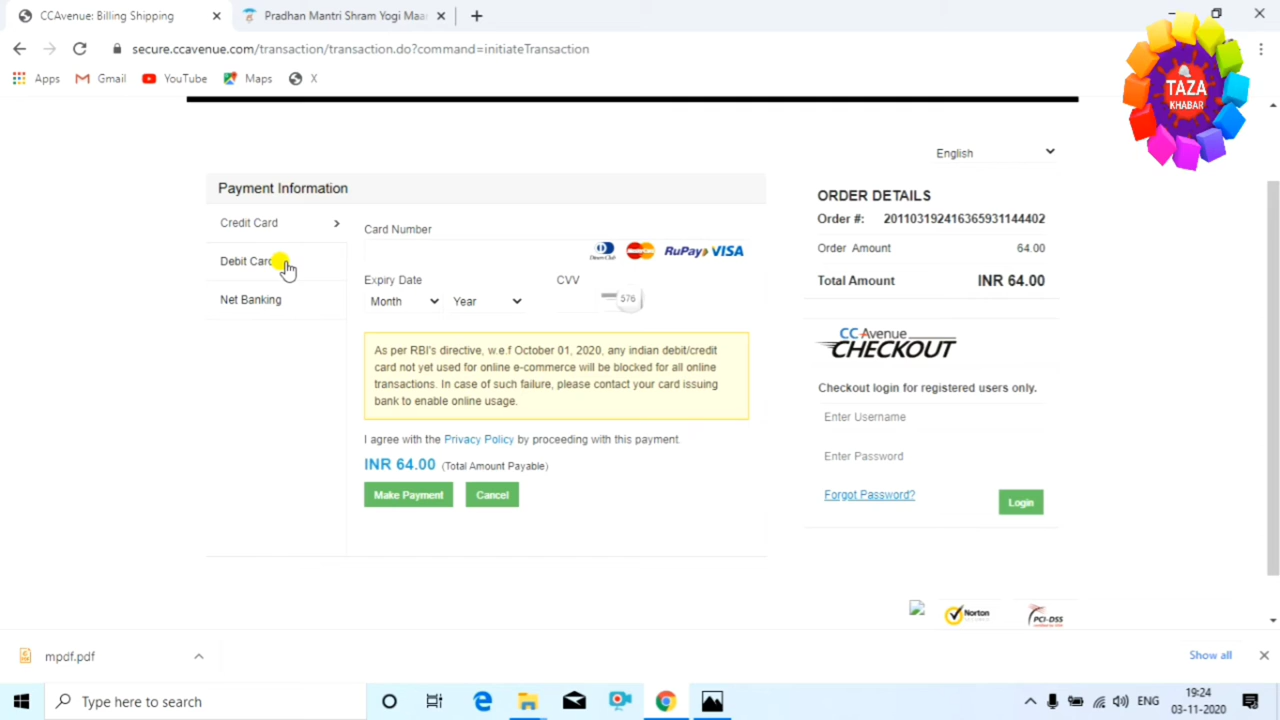 CCAvenue: Billing Shipping
Pradhan Mantri Shram Yogi Maan
secure.ccavenue.com/transaction/transaction.do?command=initiateTransaction
Apps
Gmail
YouTube
Maps
X
TAZA
KHABAR
English
Payment Information
Credit Card
Debit Card
Net Banking
Card Number
Diners Club
MasterCard
RuPay
VISA
Expiry Date
CVV
Month
Year
576
As per RBI's directive, w.e.f October 01, 2020, any indian debit/credit
card not yet used for online e-commerce will be blocked for all online
transactions. In case of such failure, please contact your card issuing
bank to enable online usage.
I agree with the Privacy Policy by proceeding with this payment.
INR 64.00 (Total Amount Payable)
Make Payment
Cancel
ORDER DETAILS
Order #: 201103192416365931144402
Order Amount 64.00
Total Amount INR 64.00
CC Avenue
CHECKOUT
Checkout login for registered users only.
Enter Username
Enter Password
Forgot Password?
Login
Norton
PCI-DSS
mpdf.pdf
Show all
Type here to search
ENG
19:24
03-11-2020